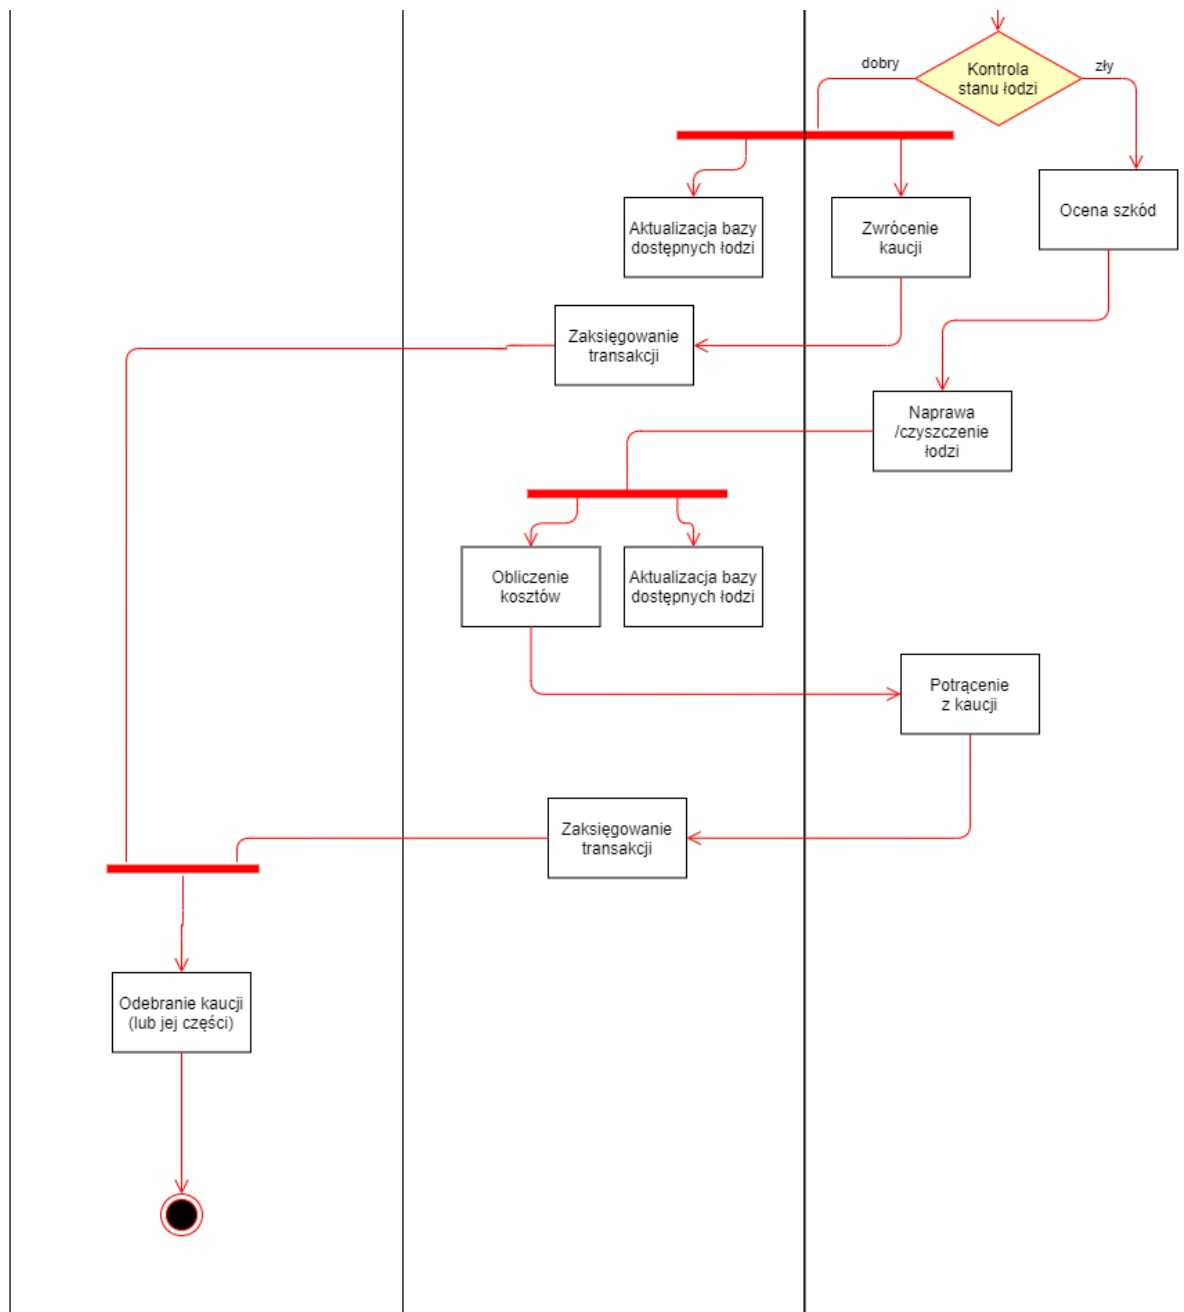 dobry
zły
Kontrola
stanu łodzi
Aktualizacja bazy
dostępnych łodzi
Zwrócenie
kaucji
Ocena szkód
Zaksięgowanie
transakcji
Naprawa
/czyszczenie
łodzi
Obliczenie
kosztów
Aktualizacja bazy
dostępnych łodzi
Potrącenie
z kaucji
Zaksięgowanie
transakcji
Odebranie kaucji
(lub jej części)